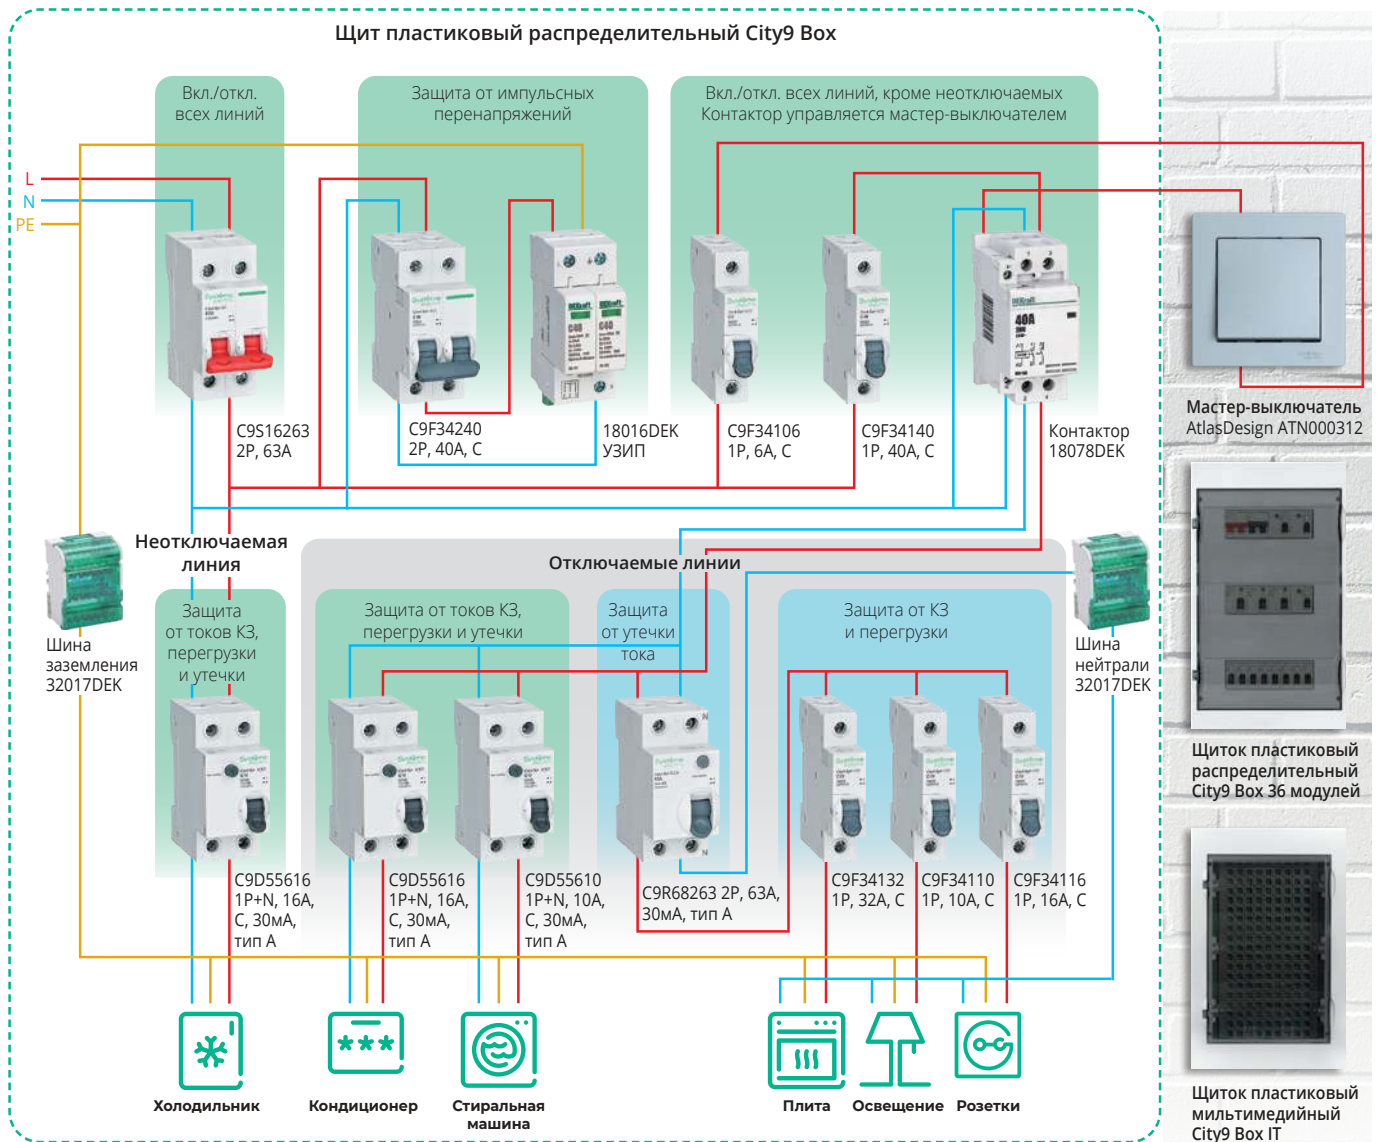 Щит пластиковый распределительный City9 Box
Вкл./откл.
всех линий
Защита от импульсных
перенапряжений
Вкл./откл. всех линий, кроме неотключаемых
Контактор управляется мастер-выключателем
L
N
PE
40A
C9S16263
2P, 63A
C9F34240
2P, 40A, C
18016DEK
УЗИП
C9F34106
1P, 6A, C
C9F34140
1P, 40A, C
Контактор
18078DEK
Мастер-выключатель
AtlasDesign ATN000312
Неотключаемая
линия
Отключаемые линии
Защита
от токов КЗ,
перегрузки
и утечки
Защита от токов КЗ,
перегрузки и утечки
Защита
от утечки
тока
Защита от КЗ
и перегрузки
Шина
заземления
32017DEK
Шина
нейтрали
32017DEK
N
N
Щиток пластиковый
распределительный
City9 Box 36 модулей
C9D55616
1P+N, 16A,
C, 30мA,
тип A
C9D55616
1P+N, 16A,
C, 30мA,
тип A
C9D55610
1P+N, 10A,
C, 30мA,
тип A
C9R68263 2P, 63A,
30мA, тип A
C9F34132
1P, 32A, C
C9F34110
1P, 10A, C
C9F34116
1P, 16A, C
Холодильник
Кондиционер
Стиральная
машина
Плита
Освещение
Розетки
Щиток пластиковый
мильтимедийный
City9 Box IT